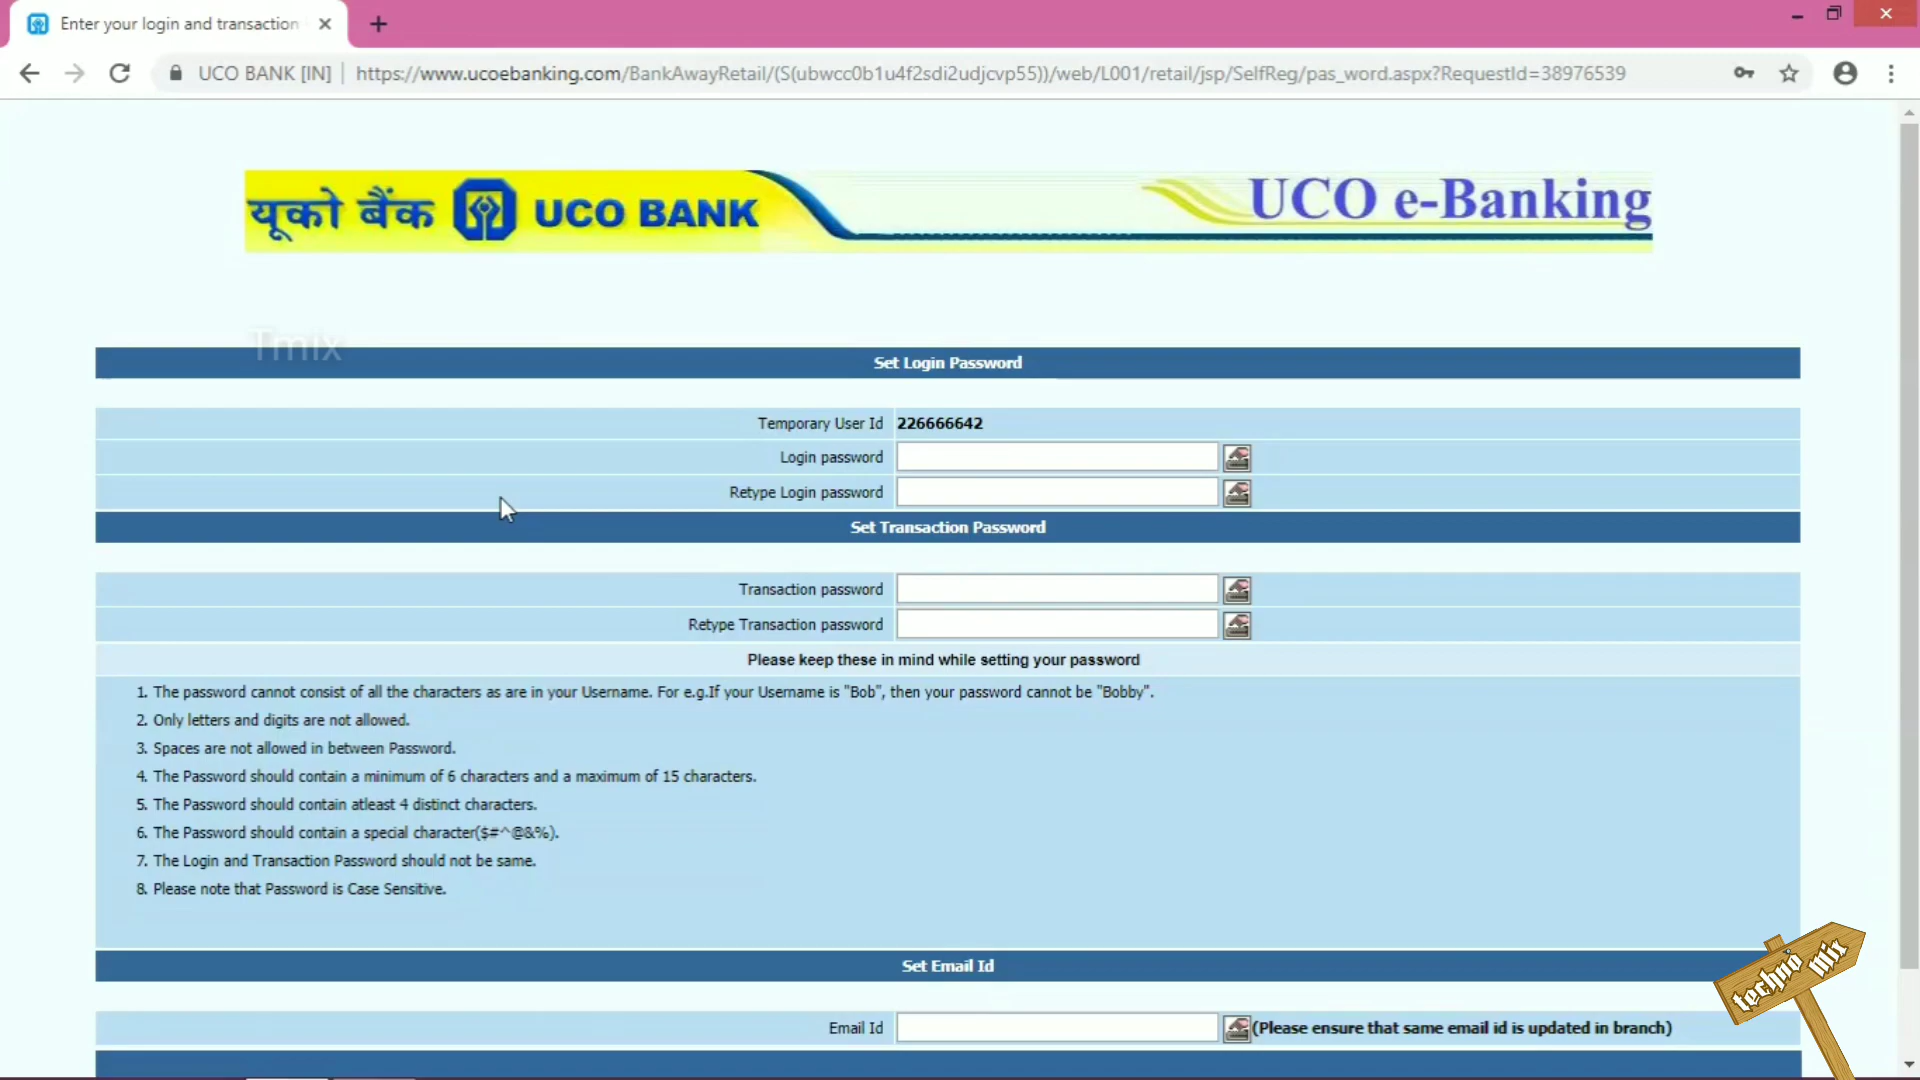 Enter your login and transaction
UCO BANK [IN] | https://www.ucoebanking.com/BankAwayRetail/(S(ubwcc0b1u4f2sdi2udjcvp55))/web/L001/retail/jsp/SelfReg/pas_word.aspx?RequestId=38976539
यूको बैंक UCO BANK UCO e-Banking
Tmix
Set Login Password
Temporary User Id 226666642
Login password
Retype Login password
Set Transaction Password
Transaction password
Retype Transaction password
Please keep these in mind while setting your password
1. The password cannot consist of all the characters as are in your Username. For e.g.If your Username is "Bob", then your password cannot be "Bobby".
2. Only letters and digits are not allowed.
3. Spaces are not allowed in between Password.
4. The Password should contain a minimum of 6 characters and a maximum of 15 characters.
5. The Password should contain atleast 4 distinct characters.
6. The Password should contain a special character($#^@&%).
7. The Login and Transaction Password should not be same.
8. Please note that Password is Case Sensitive.
Set Email Id
Email Id (Please ensure that same email id is updated in branch)
techno mix